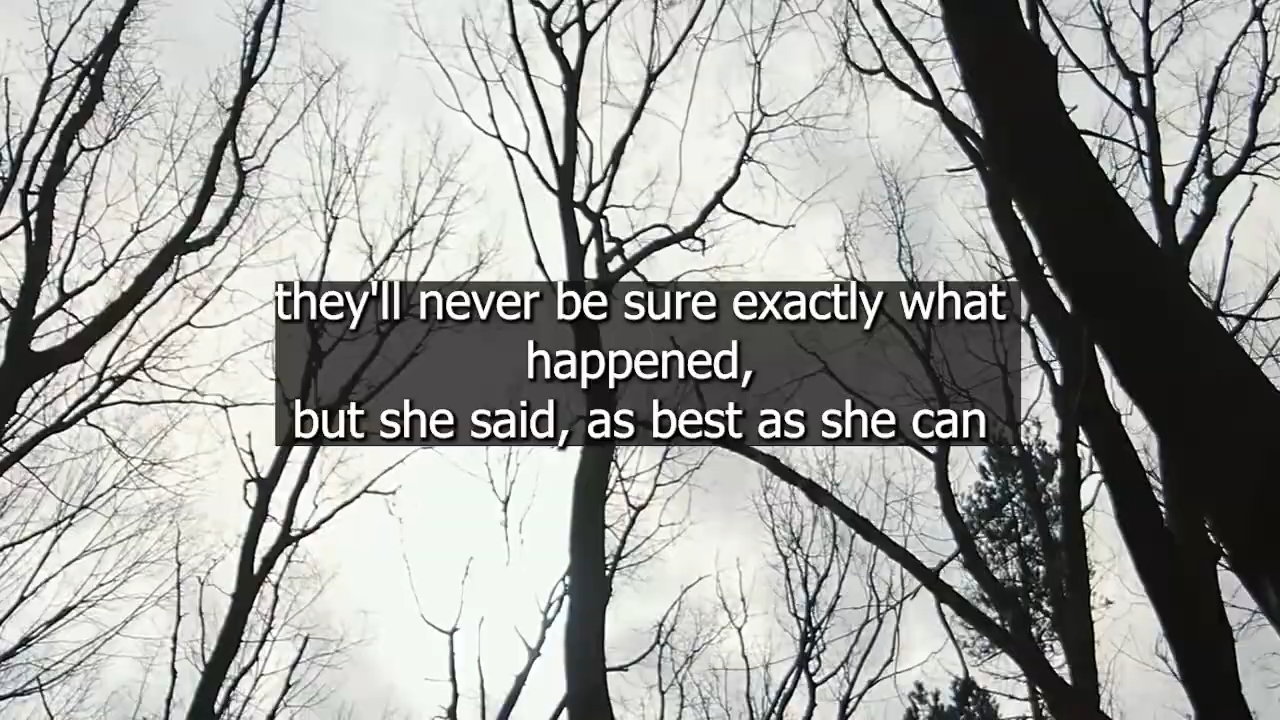 they'll never be sure exactly what
happened,
but she said, as best as she can